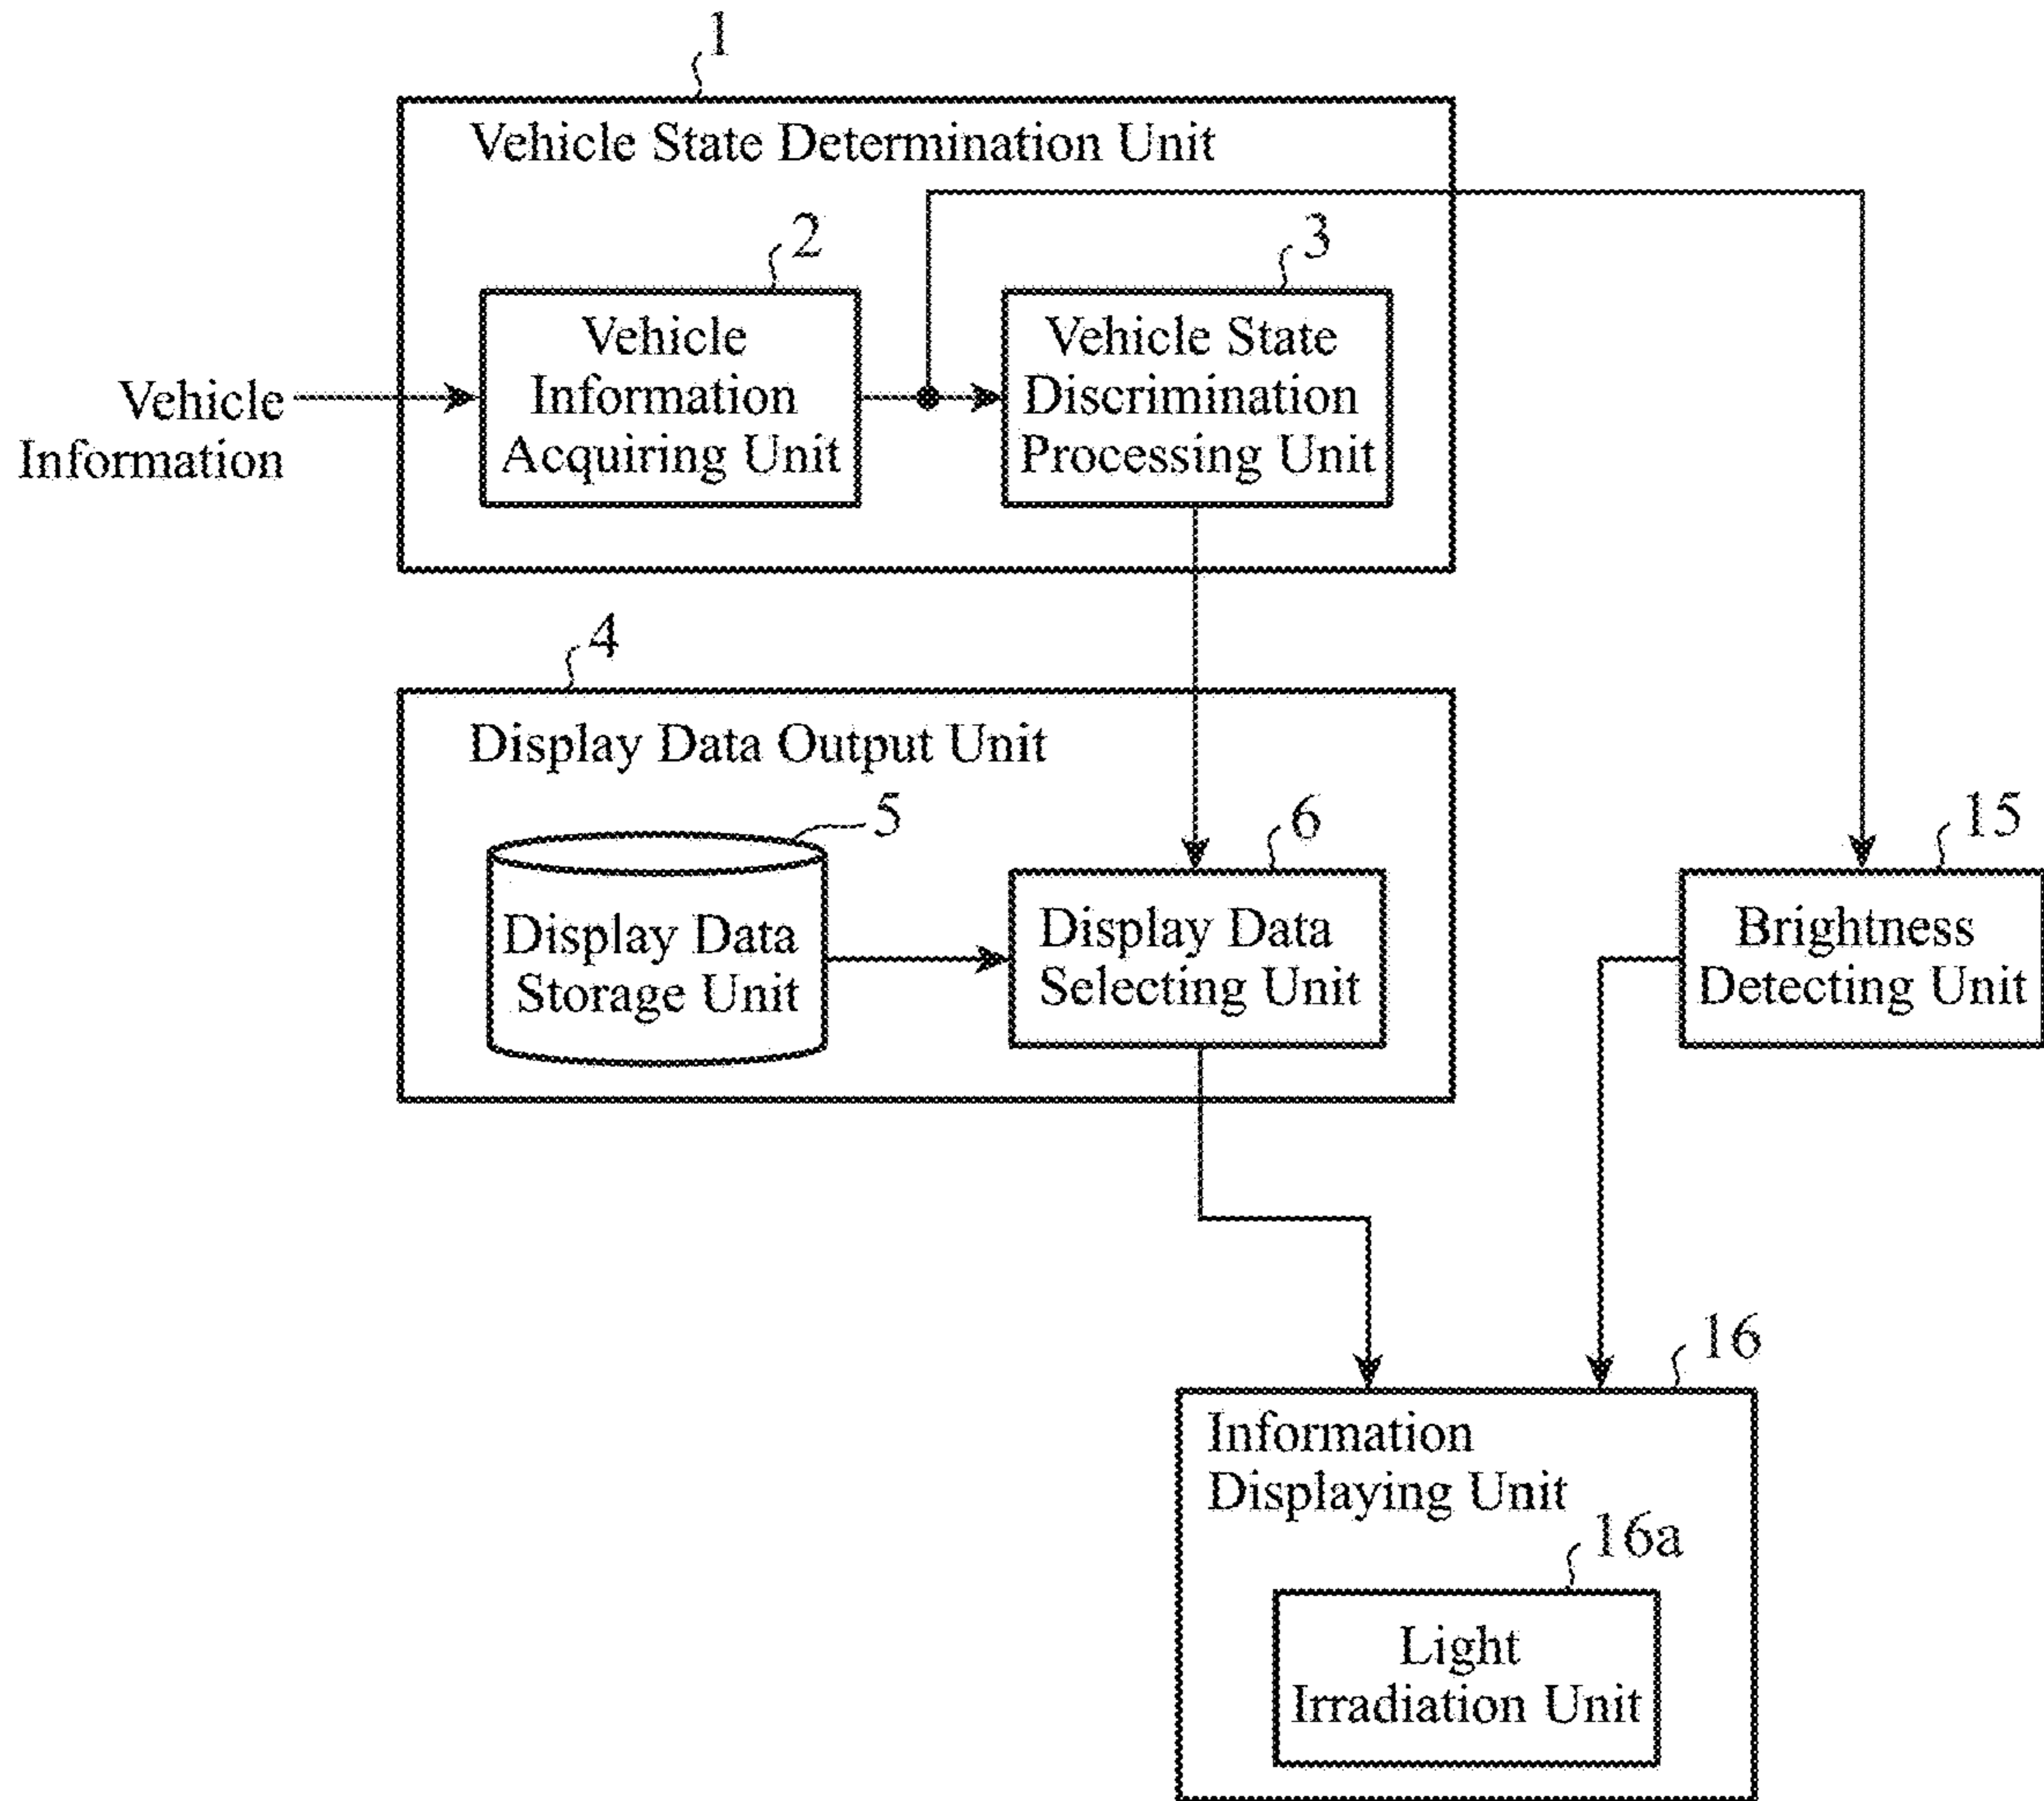 1
Vehicle State Determination Unit
2
3
Vehicle
Information
Acquiring Unit
Vehicle State
Discrimination
Processing Unit
Vehicle
Information
4
Display Data Output Unit
5
6
15
Display Data
Storage Unit
Display Data
Selecting Unit
Brightness
Detecting Unit
16
Information
Displaying Unit
16a
Light
Irradiation Unit